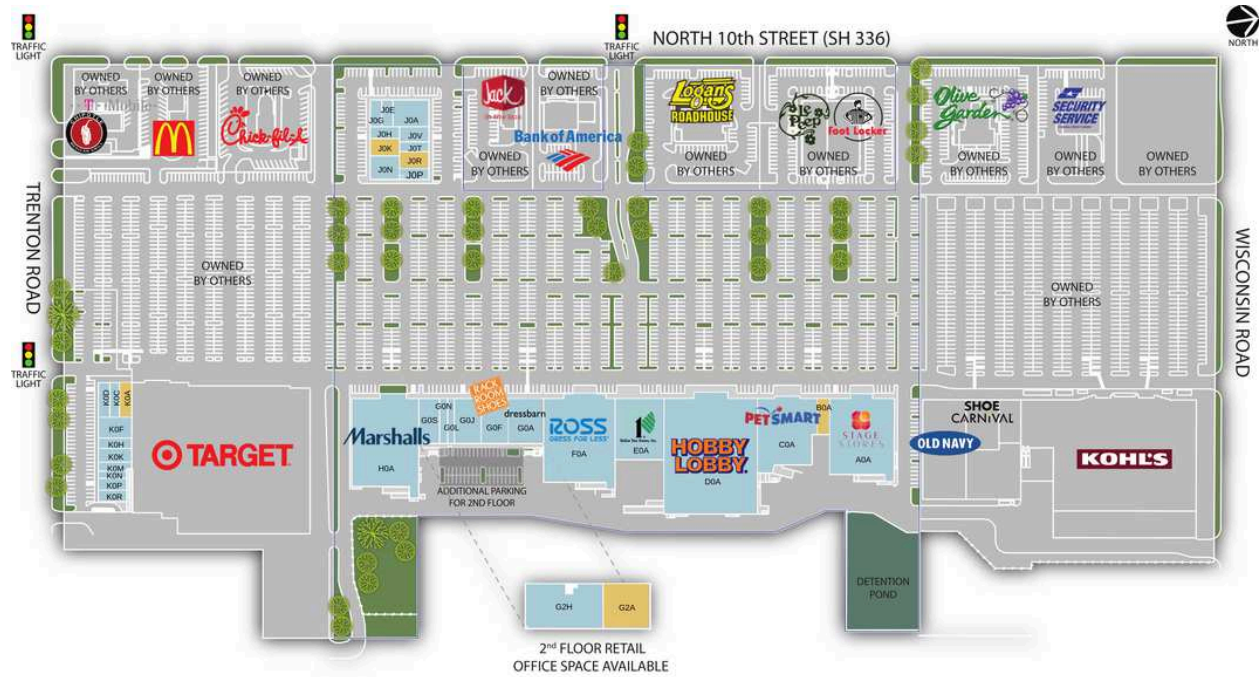 TRAFFIC
LIGHT
TRAFFIC
LIGHT
NORTH 10th STREET (SH 336)
NORTH
OWNED
BY OTHERS
T-Mobile
CHIPOTLE
OWNED
BY OTHERS
OWNED
BY OTHERS
Chick-fil-A
J0E
J0G
J0A
J0H
J0V
J0K
J0T
J0R
J0N
J0P
Jack
OWNED
BY OTHERS
OWNED
BY OTHERS
Bank of America
Logan's
ROADHOUSE
OWNED
BY OTHERS
Le Peep
Foot Locker
OWNED
BY OTHERS
Olive
Garden
OWNED
BY OTHERS
SECURITY
SERVICE
OWNED
BY OTHERS
OWNED
BY OTHERS
TRENTON ROAD
WISCONSIN ROAD
OWNED
BY OTHERS
OWNED
BY OTHERS
TRAFFIC
LIGHT
K0D
K0C
K0A
K0F
K0H
K0K
K0M
K0N
K0P
K0R
TARGET
Marshalls
H0A
G0S
G0N
G0L
G0J
RACK
ROOM
SHOES
G0F
dressbarn
G0A
ROSS
DRESS FOR LESS
F0A
E0A
HOBBY
LOBBY
D0A
PETSMART
C0A
B0A
STAGE
STORES
A0A
SHOE
CARNIVAL
OLD NAVY
KOHL'S
ADDITIONAL PARKING
FOR 2ND FLOOR
DETENTION
POND
G2H
G2A
2nd FLOOR RETAIL
OFFICE SPACE AVAILABLE